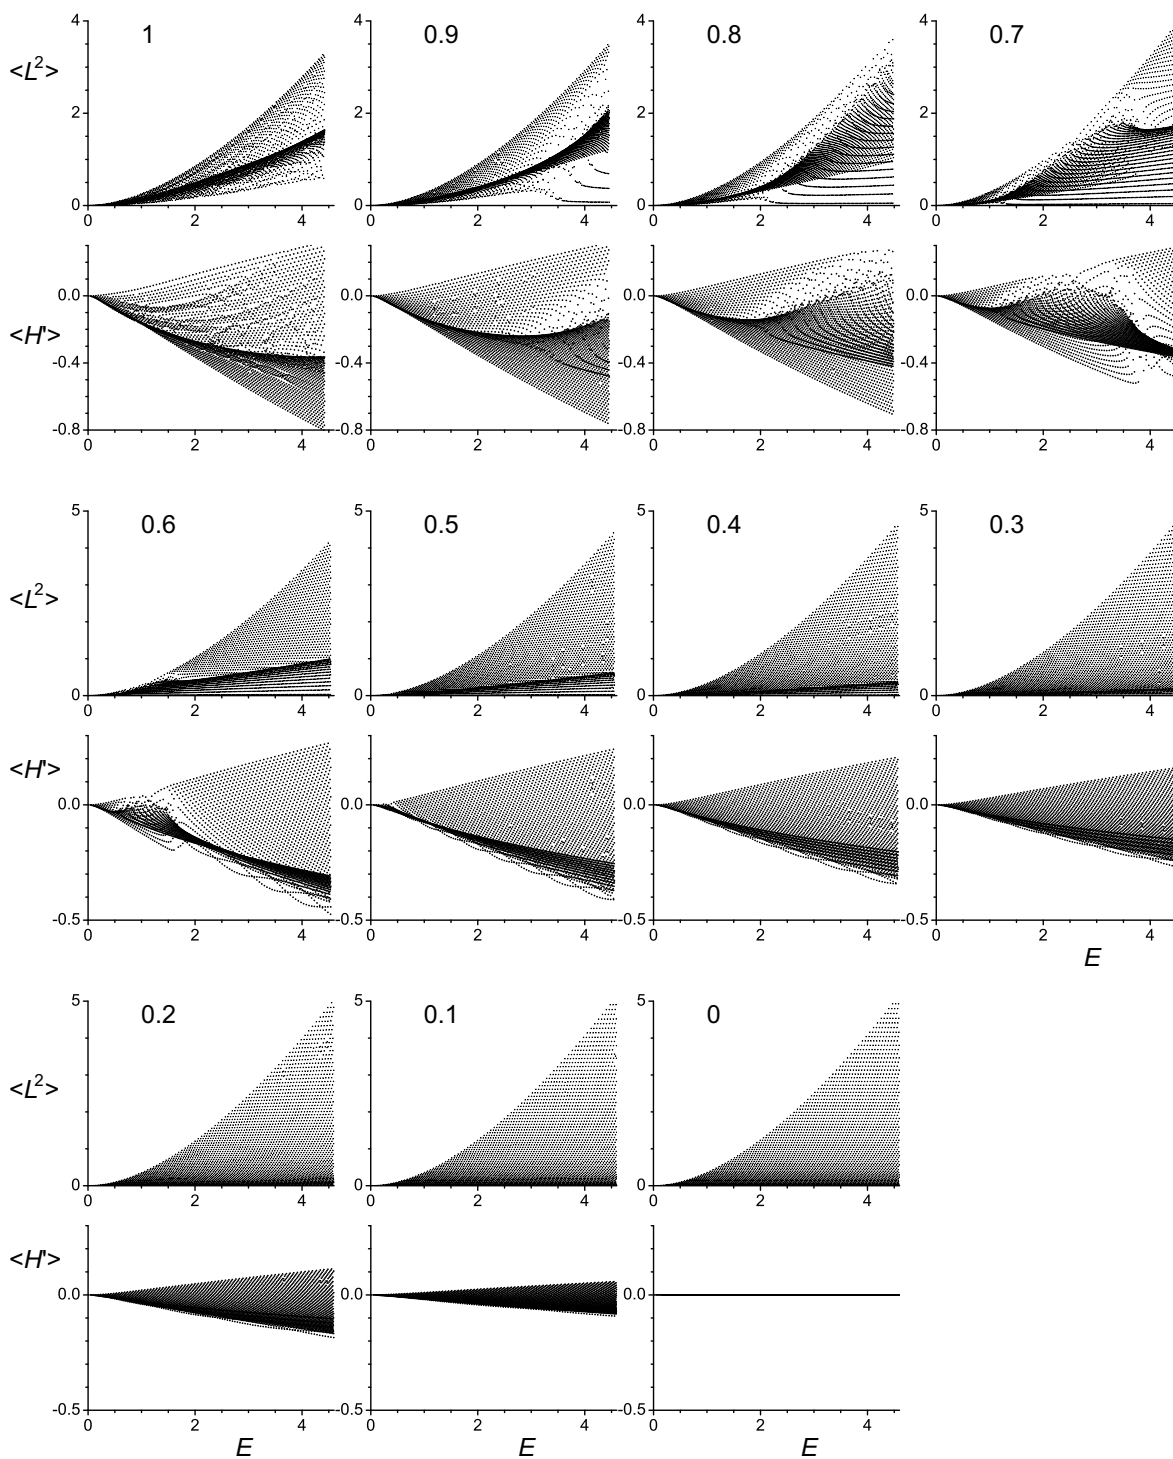 4 1 4 0.9 4 0.8 4 0.7
<L²>
2 2 2 2
0 0 0 0
0 2 4 0 2 4 0 2 4 0 2 4
0.0 0.0 0.0 0.0
<H'>
-0.4 -0.4 -0.4 -0.4
-0.8 -0.8 -0.8 -0.8
0 2 4 0 2 4 0 2 4 0 2 4
5 0.6 5 0.5 5 0.4 5 0.3
<L²>
0 0 0 0
0 2 4 0 2 4 0 2 4 0 2 4
<H'>
0.0 0.0 0.0 0.0
-0.5 -0.5 -0.5 -0.5
0 2 4 0 2 4 0 2 4 0 2 4
E
5 0.2 5 0.1 5 0
<L²>
0 0 0
0 2 4 0 2 4 0 2 4
<H'>
0.0 0.0 0.0
-0.5 -0.5 -0.5
0 2 4 0 2 4 0 2 4
E E E